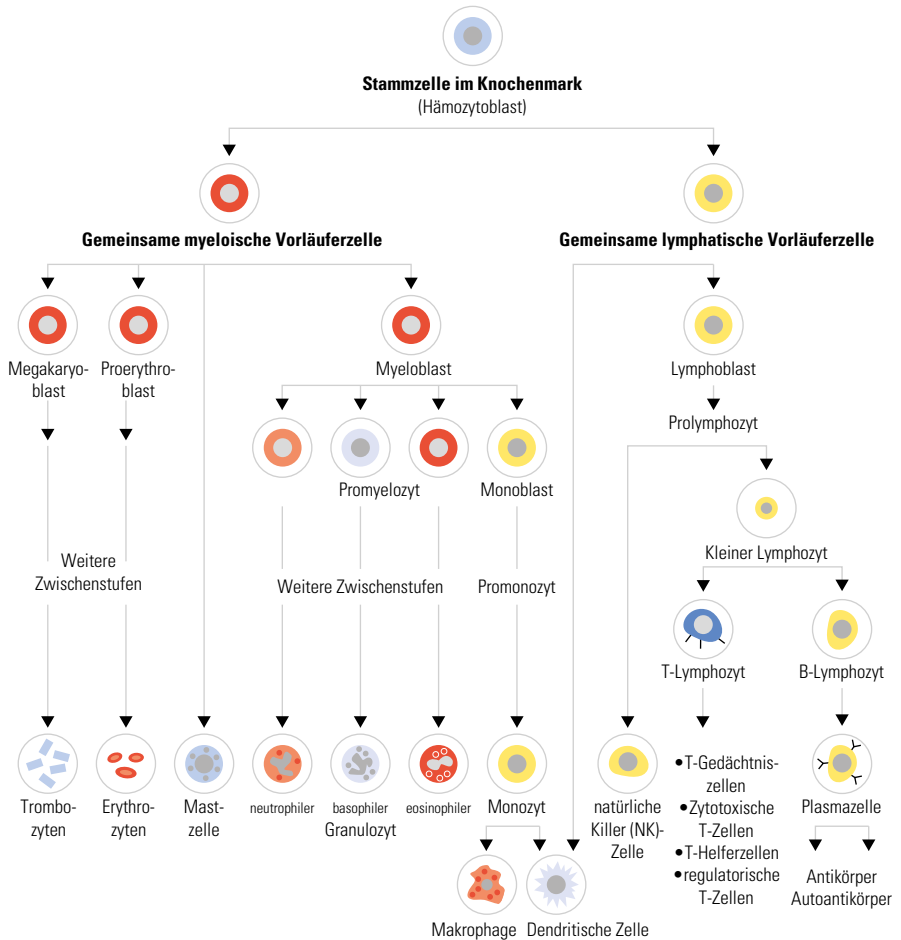 Stammzelle im Knochenmark
(Hämozytoblast)
Gemeinsame myeloische Vorläuferzelle
Gemeinsame lymphatische Vorläuferzelle
Megakaryo-
blast
Proerythro-
blast
Myeloblast
Lymphoblast
Prolymphozyt
Promyelozyt
Monoblast
Kleiner Lymphozyt
Weitere
Zwischenstufen
Weitere Zwischenstufen
Promonozyt
T-Lymphozyt
B-Lymphozyt
Trombo-
zyten
Erythro-
zyten
Mast-
zelle
neutrophiler
basophiler
eosinophiler
Granulozyt
Monozyt
natürliche
Killer (NK)-
Zelle
•T-Gedächtnis-
zellen
•Zytotoxische
T-Zellen
•T-Helferzellen
•regulatorische
T-Zellen
Plasmazelle
Antikörper
Autoantikörper
Makrophage
Dendritische Zelle